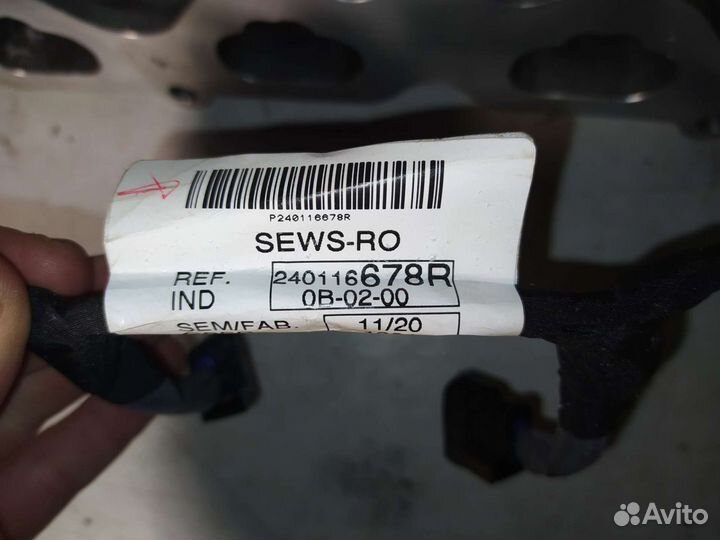 P240116678R
SEWS-RO
REF. 240116678R
IND 0B-02-00
SEM/FAB. 11/20
Avito